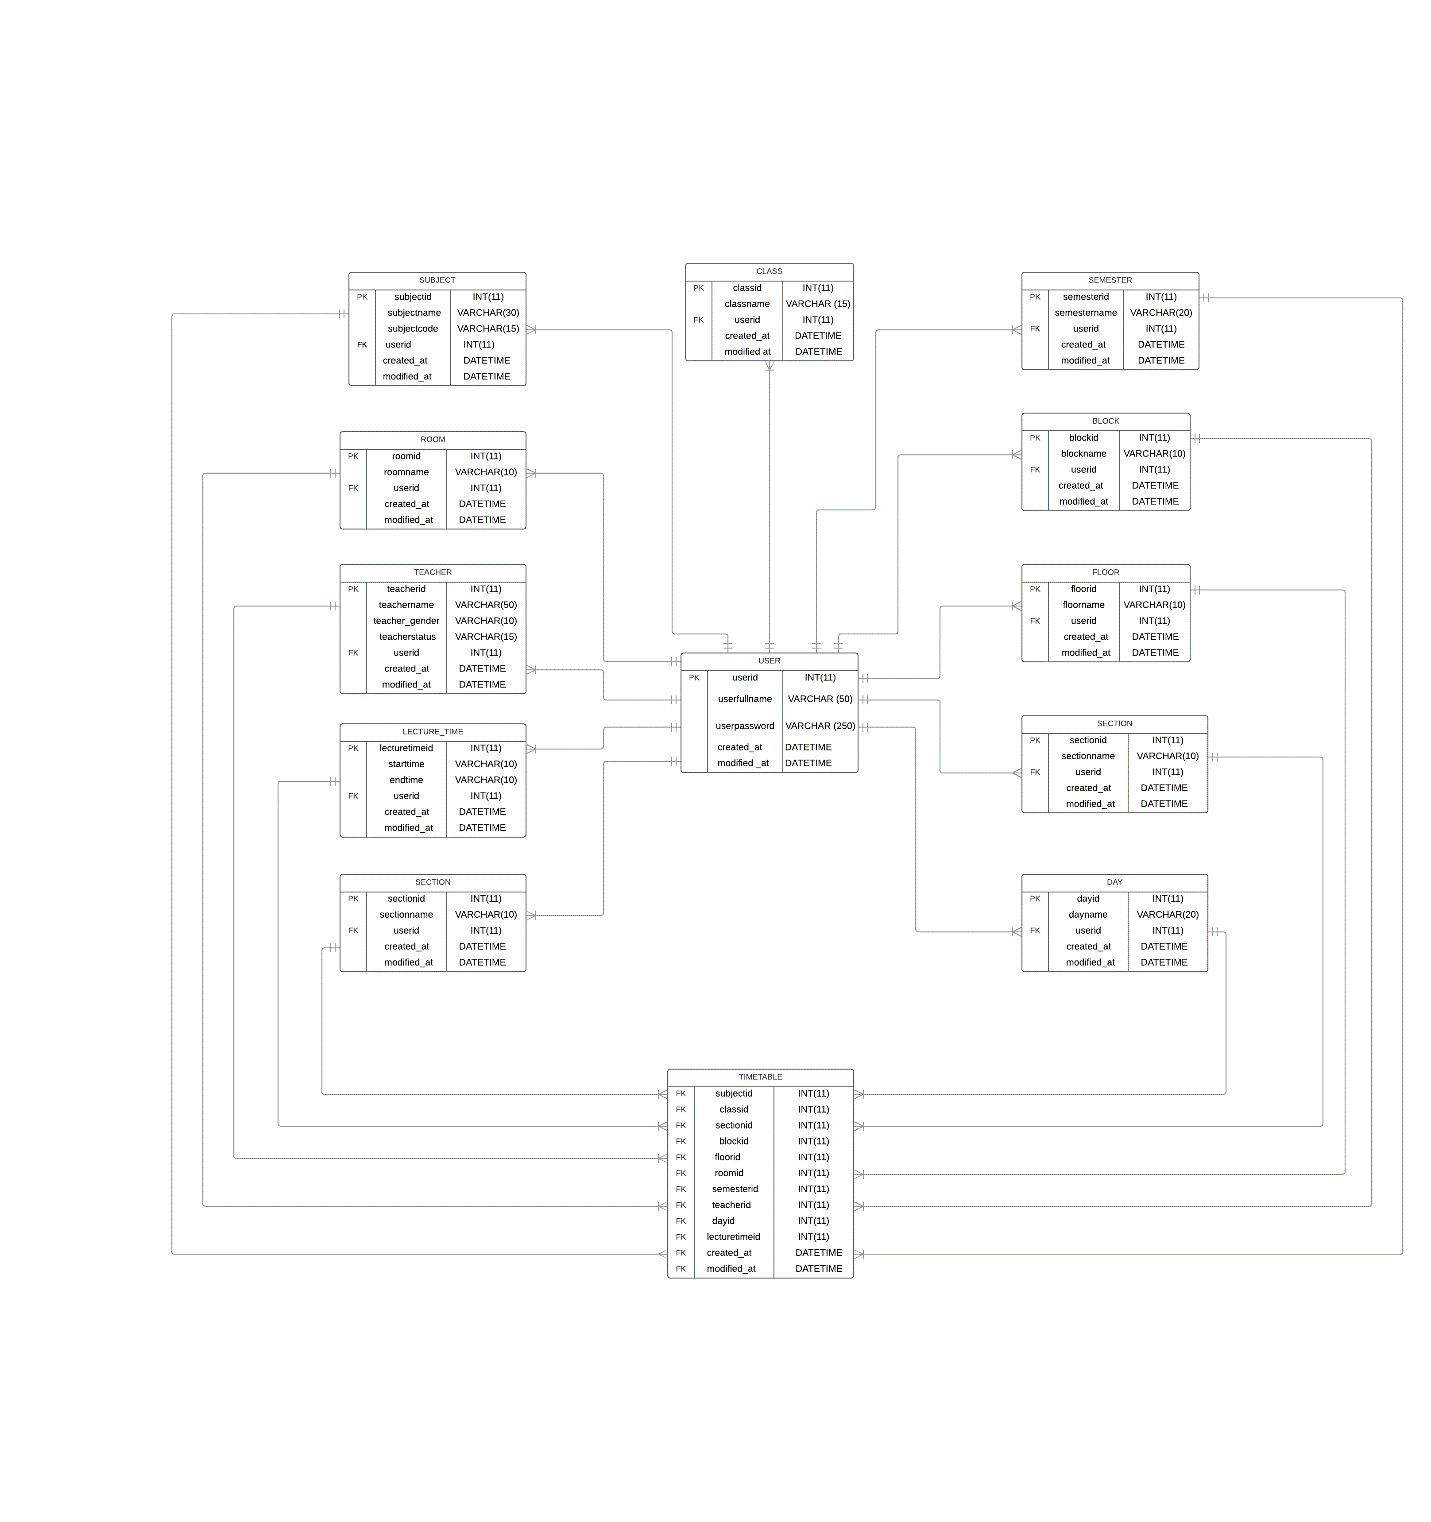 SUBJECT
PK subjectid INT(11)
subjectname VARCHAR(30)
subjectcode VARCHAR(15)
FK userid INT(11)
created_at DATETIME
modified_at DATETIME
CLASS
PK classid INT(11)
classname VARCHAR (15)
FK userid INT(11)
created_at DATETIME
modified at DATETIME
SEMESTER
PK semesterid INT(11)
semestername VARCHAR(20)
FK userid INT(11)
created_at DATETIME
modified_at DATETIME
ROOM
PK roomid INT(11)
roomname VARCHAR(10)
FK userid INT(11)
created_at DATETIME
modified_at DATETIME
BLOCK
PK blockid INT(11)
blockname VARCHAR(10)
FK userid INT(11)
created_at DATETIME
modified_at DATETIME
TEACHER
PK teacherid INT(11)
teachername VARCHAR(50)
teacher_gender VARCHAR(10)
teacherstatus VARCHAR(15)
FK userid INT(11)
created_at DATETIME
modified_at DATETIME
FLOOR
PK floorid INT(11)
floorname VARCHAR(10)
FK userid INT(11)
created_at DATETIME
modified_at DATETIME
USER
PK userid INT(11)
userfullname VARCHAR (50)
userpassword VARCHAR (250)
created_at DATETIME
modified _at DATETIME
LECTURE_TIME
PK lecturetimeid INT(11)
starttime VARCHAR(10)
endtime VARCHAR(10)
FK userid INT(11)
created_at DATETIME
modified_at DATETIME
SECTION
PK sectionid INT(11)
sectionname VARCHAR(10)
FK userid INT(11)
created_at DATETIME
modified_at DATETIME
SECTION
PK sectionid INT(11)
sectionname VARCHAR(10)
FK userid INT(11)
created_at DATETIME
modified_at DATETIME
DAY
PK dayid INT(11)
dayname VARCHAR(20)
FK userid INT(11)
created_at DATETIME
modified_at DATETIME
TIMETABLE
FK subjectid INT(11)
FK classid INT(11)
FK sectionid INT(11)
FK blockid INT(11)
FK floorid INT(11)
FK roomid INT(11)
FK semesterid INT(11)
FK teacherid INT(11)
FK dayid INT(11)
FK lecturetimeid INT(11)
FK created_at DATETIME
FK modified_at DATETIME